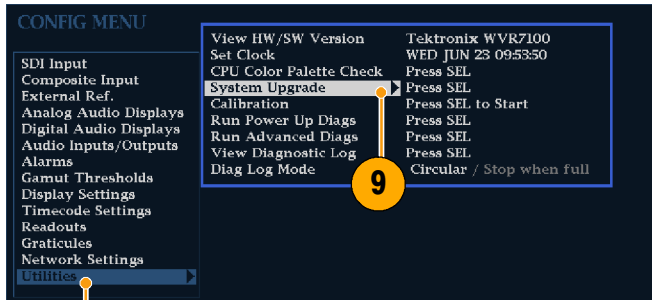 CONFIG MENU
SDI Input
Composite Input
External Ref.
Analog Audio Displays
Digital Audio Displays
Audio Inputs/Outputs
Alarms
Gamut Thresholds
Display Settings
Timecode Settings
Readouts
Graticules
Network Settings
Utilities
View HW/SW Version Tektronix WVR7100
Set Clock WED JUN 23 09:53:50
CPU Color Palette Check Press SEL
System Upgrade Press SEL
Calibration Press SEL to Start
Run Power Up Diags Press SEL
Run Advanced Diags Press SEL
View Diagnostic Log Press SEL
Diag Log Mode Circular / Stop when full
9